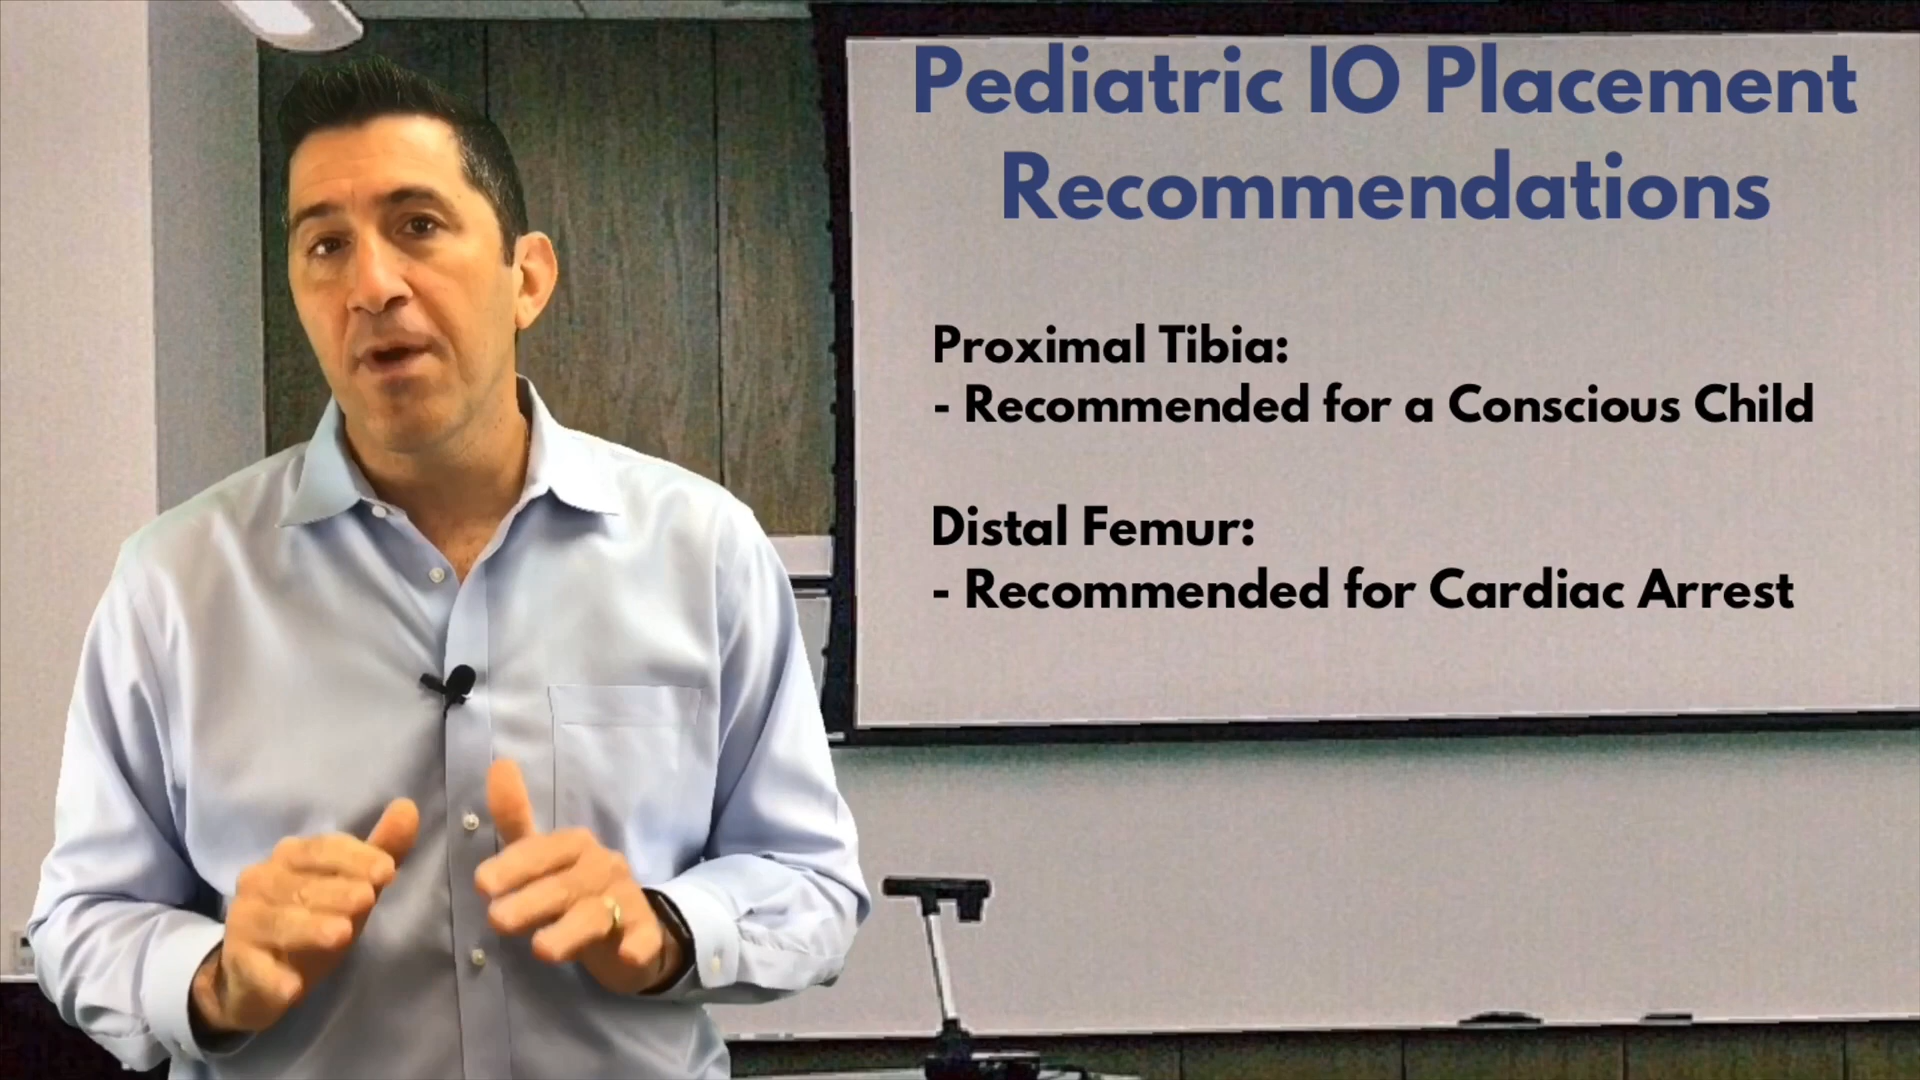 Pediatric IO Placement
Recommendations
Proximal Tibia:
- Recommended for a Conscious Child
Distal Femur:
- Recommended for Cardiac Arrest